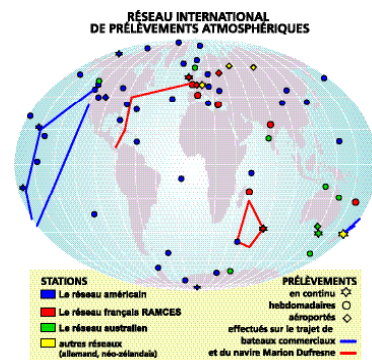 RÉSEAU INTERNATIONAL
DE PRÉLÈVEMENTS ATMOSPHÉRIQUES
STATIONS
Le réseau américain
Le réseau français RAMCES
Le réseau australien
autres réseaux
(allemand, néo-zélandais)
PRÉLÈVEMENTS
en continu
hebdomadaires
aéroportés
effectués sur le trajet de
bateaux commerciaux
et du navire Marion Dufresne